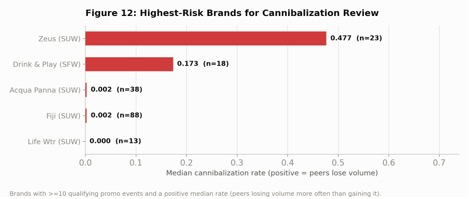 Figure 12: Highest-Risk Brands for Cannibalization Review
Zeus (SUW)
0.477 (n=23)
Drink & Play (SFW)
0.173 (n=18)
Acqua Panna (SUW)
0.002 (n=38)
Fiji (SUW)
0.002 (n=88)
Life Wtr (SUW)
0.000 (n=13)
0.0 0.1 0.2 0.3 0.4 0.5 0.6 0.7
Median cannibalization rate (positive = peers lose volume)
Brands with >=10 qualifying promo events and a positive median rate (peers losing volume more often than gaining it).